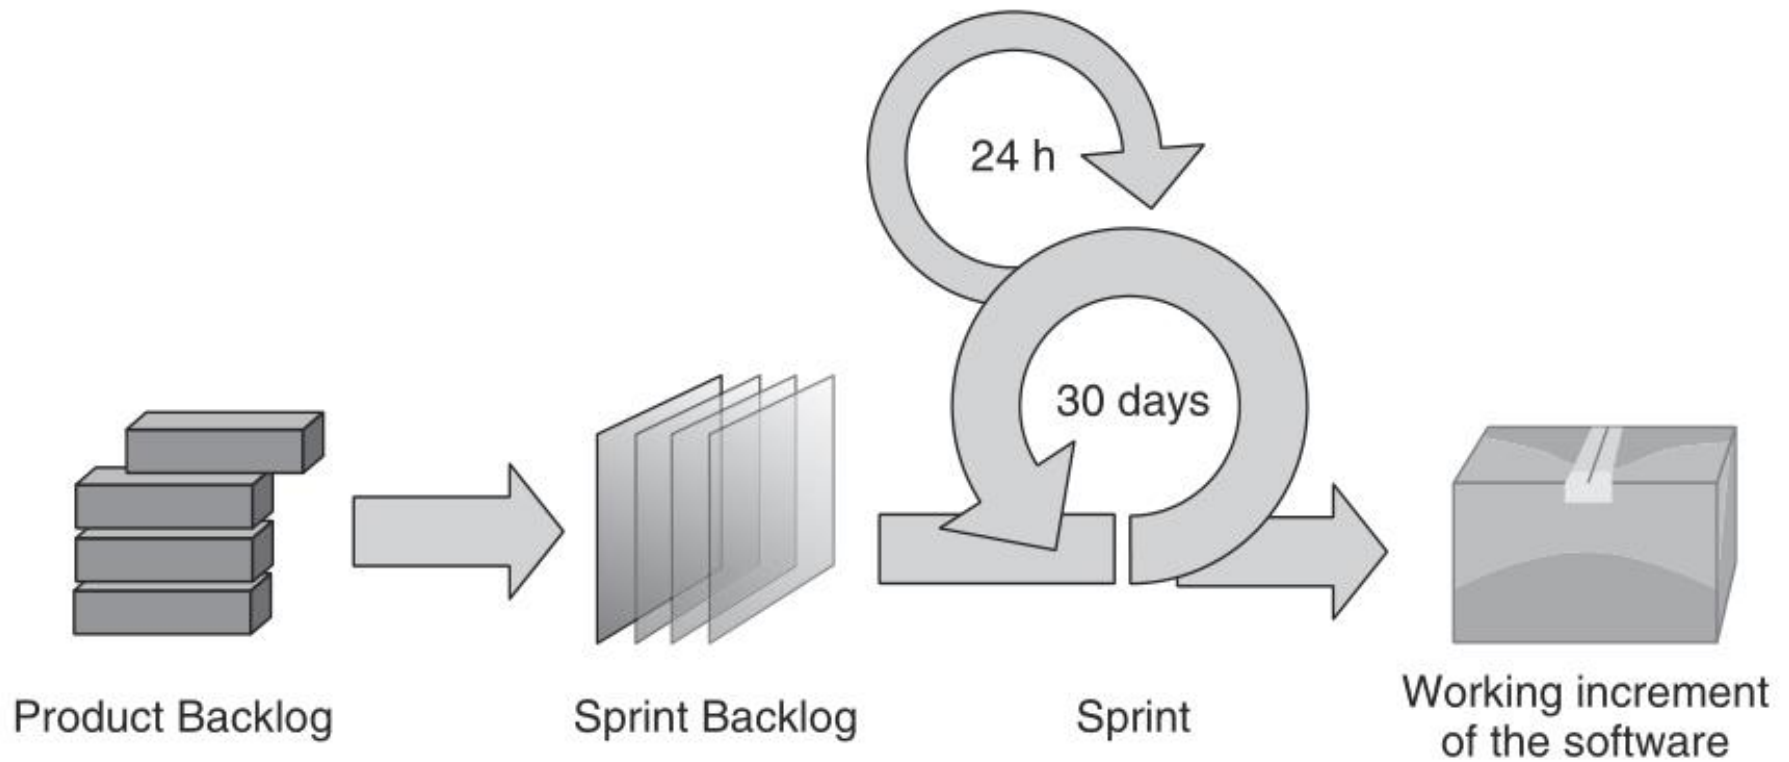 24 h
30 days
Product Backlog
Sprint Backlog
Sprint
Working increment
of the software